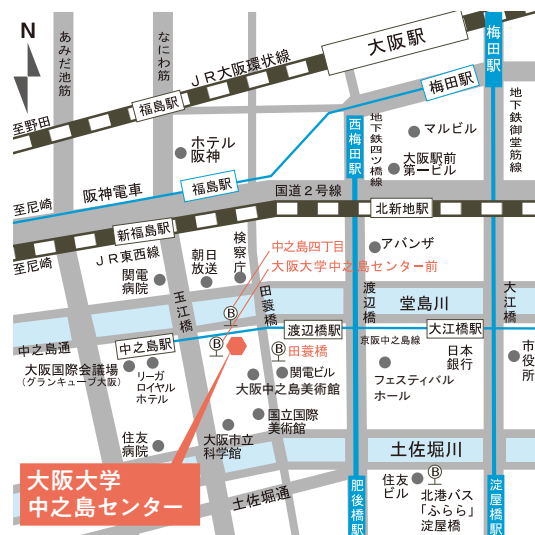 N
あみだ池筋
なにわ筋
JR大阪環状線
大阪駅
梅田駅
福島駅
至野田
梅田駅
地下鉄御堂筋線
西梅田駅
地下鉄四ツ橋線
マルビル
ホテル
阪神
大阪駅前
第一ビル
阪神電車
福島駅
国道2号線
至尼崎
北新地駅
新福島駅
至尼崎
JR東西線
検察庁
朝日
放送
関電
病院
中之島四丁目
大阪大学中之島センター前
アバンザ
玉江橋
田蓑橋
渡辺橋
大江橋
堂島川
B
渡辺橋駅
大江橋駅
中之島駅
中之島通
B
B
田蓑橋
京阪中之島線
日本
銀行
市役所
大阪国際会議場
(グランキューブ大阪)
リーガ
ロイヤル
ホテル
関電ビル
大阪中之島美術館
フェスティバル
ホール
国立国際
美術館
大阪市立
科学館
住友
病院
土佐堀川
大阪大学
中之島センター
土佐堀通
肥後橋駅
住友
ビル
B
北港バス
「ふらら」
淀屋橋
淀屋橋駅